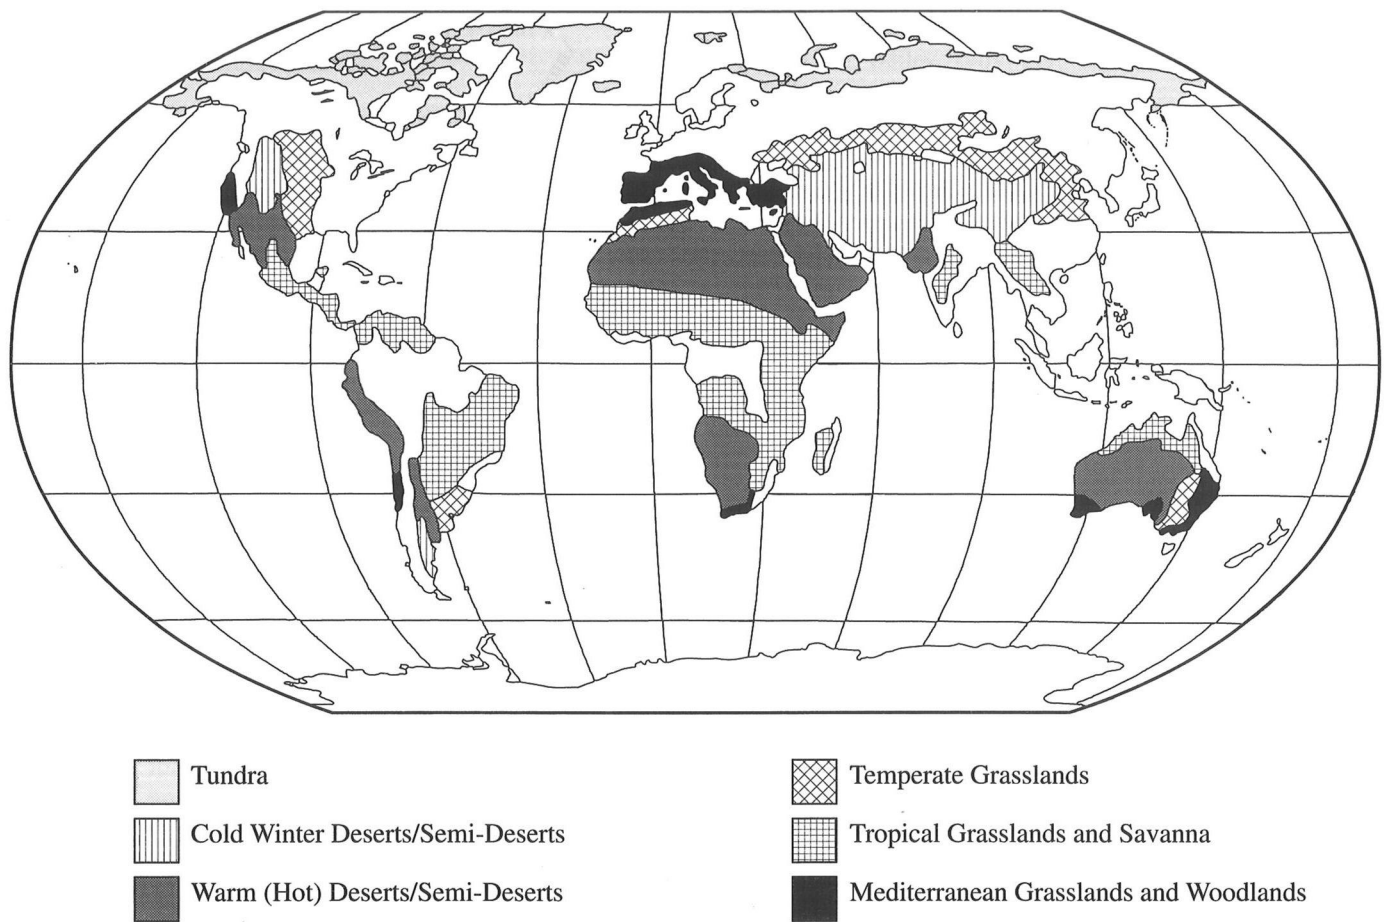 Tundra
Cold Winter Deserts/Semi-Deserts
Warm (Hot) Deserts/Semi-Deserts
Temperate Grasslands
Tropical Grasslands and Savanna
Mediterranean Grasslands and Woodlands